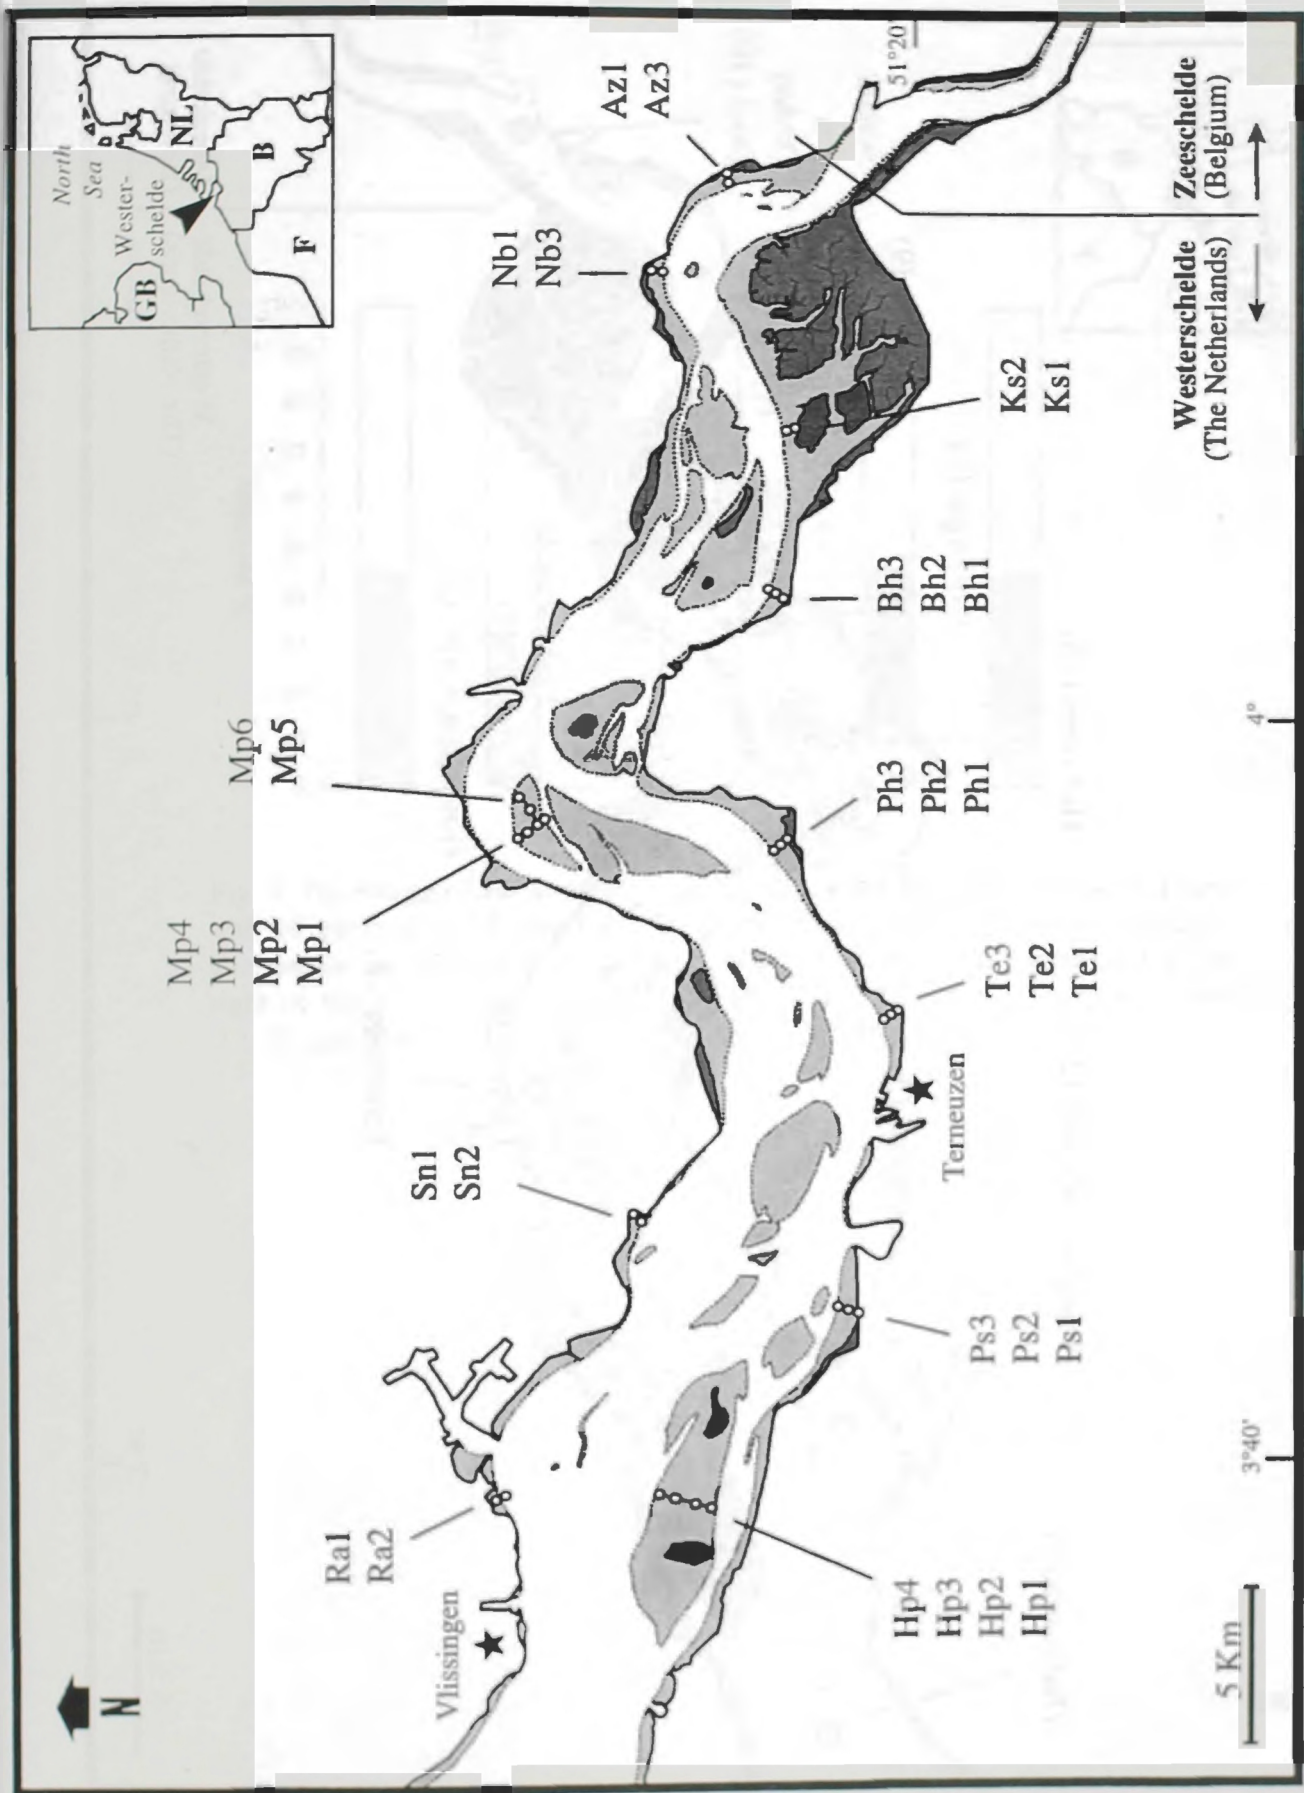 N
Vlissingen
Ra1
Ra2
Sn1
Sn2
Mp4
Mp3
Mp2
Mp1
Mp6
Mp5
Nb1
Nb3
Az1
Az3
North
Sea
Wester-
schelde
GB
NL
B
F
51°20'
Hp4
Hp3
Hp2
Hp1
Ps3
Ps2
Ps1
Terneuzen
Te3
Te2
Te1
Ph3
Ph2
Ph1
Bh3
Bh2
Bh1
Ks2
Ks1
Westerschelde
(The Netherlands)
Zeeschelde
(Belgium)
5 Km
3°40'
4°